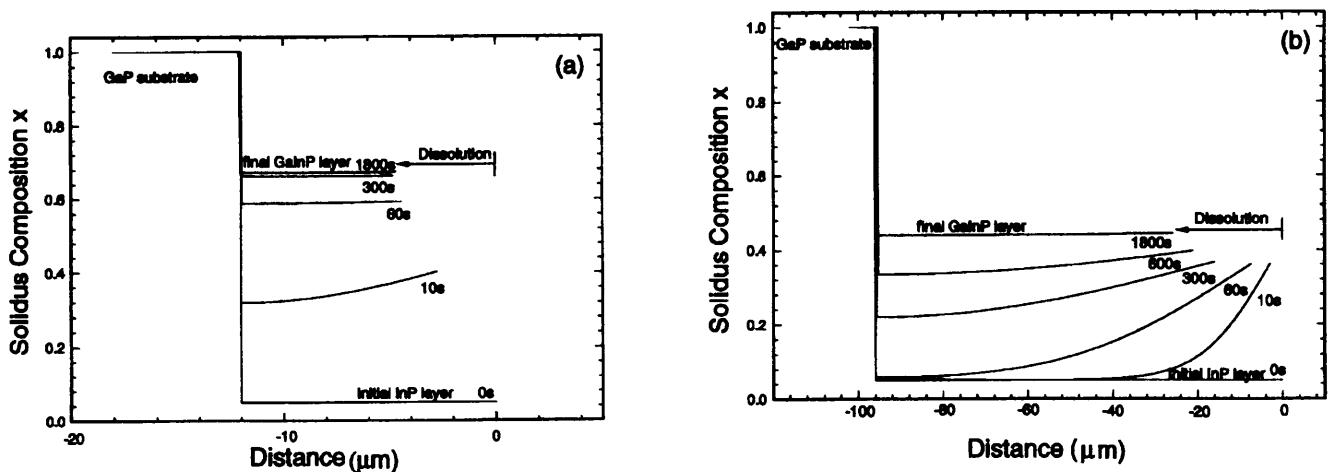 (a)
GaP substrate
final GaInP layer
1800s
Dissolution
300s
60s
10s
Initial InP layer
0s
1.0
0.8
0.6
0.4
0.2
0.0
-20
-10
0
Solidus Composition x
Distance (μm)
(b)
GaP substrate
final GaInP layer
Dissolution
1800s
600s
300s
60s
10s
Initial InP layer
0s
1.0
0.8
0.6
0.4
0.2
0.0
-100
-80
-60
-40
-20
0
Solidus Composition x
Distance (μm)